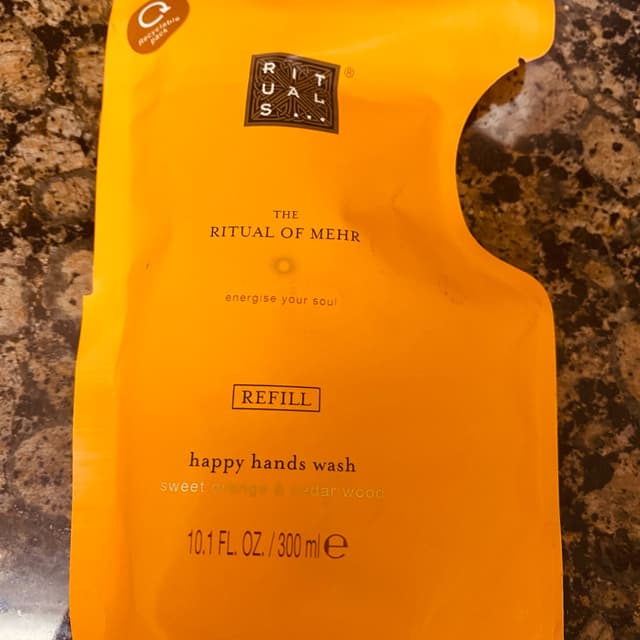 Recyclable
pack
RIT
UAL
S...
®
THE
RITUAL OF MEHR
energise your soul
REFILL
happy hands wash
sweet orange & cedar wood
10.1 FL. OZ. / 300 ml e